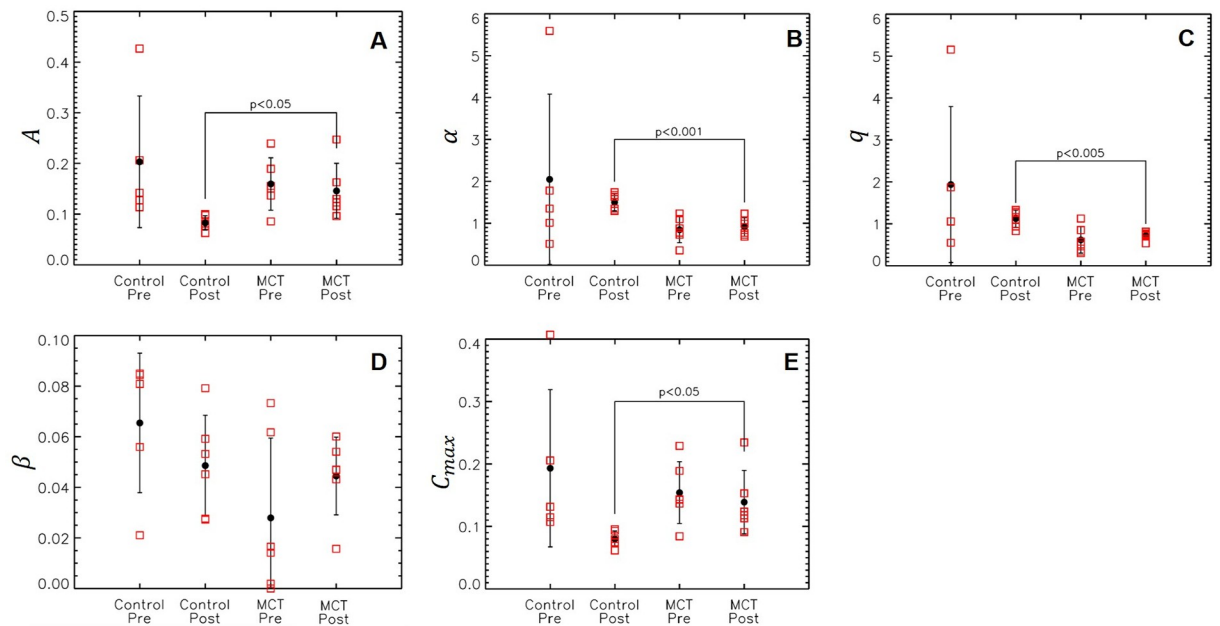 A
A
0.5
0.4
0.3
0.2
0.1
0.0
p<0.05
Control Pre
Control Post
MCT Pre
MCT Post
B
α
6
5
4
3
2
1
0
p<0.001
Control Pre
Control Post
MCT Pre
MCT Post
C
q
6
5
4
3
2
1
0
p<0.005
Control Pre
Control Post
MCT Pre
MCT Post
D
β
0.10
0.08
0.06
0.04
0.02
0.00
Control Pre
Control Post
MCT Pre
MCT Post
E
Cmax
0.4
0.3
0.2
0.1
0.0
p<0.05
Control Pre
Control Post
MCT Pre
MCT Post